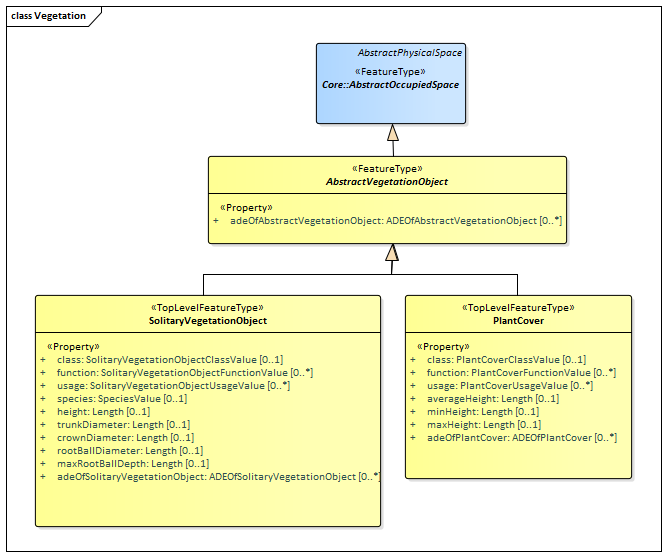 class Vegetation
AbstractPhysicalSpace
«FeatureType»
Core::AbstractOccupiedSpace
«FeatureType»
AbstractVegetationObject
«Property»
+ adeOfAbstractVegetationObject: ADEOfAbstractVegetationObject [0..*]
«TopLevelFeatureType»
SolitaryVegetationObject
«Property»
+ class: SolitaryVegetationObjectClassValue [0..1]
+ function: SolitaryVegetationObjectFunctionValue [0..*]
+ usage: SolitaryVegetationObjectUsageValue [0..*]
+ species: SpeciesValue [0..1]
+ height: Length [0..1]
+ trunkDiameter: Length [0..1]
+ crownDiameter: Length [0..1]
+ rootBallDiameter: Length [0..1]
+ maxRootBallDepth: Length [0..1]
+ adeOfSolitaryVegetationObject: ADEOfSolitaryVegetationObject [0..*]
«TopLevelFeatureType»
PlantCover
«Property»
+ class: PlantCoverClassValue [0..1]
+ function: PlantCoverFunctionValue [0..*]
+ usage: PlantCoverUsageValue [0..*]
+ averageHeight: Length [0..1]
+ minHeight: Length [0..1]
+ maxHeight: Length [0..1]
+ adeOfPlantCover: ADEOfPlantCover [0..*]